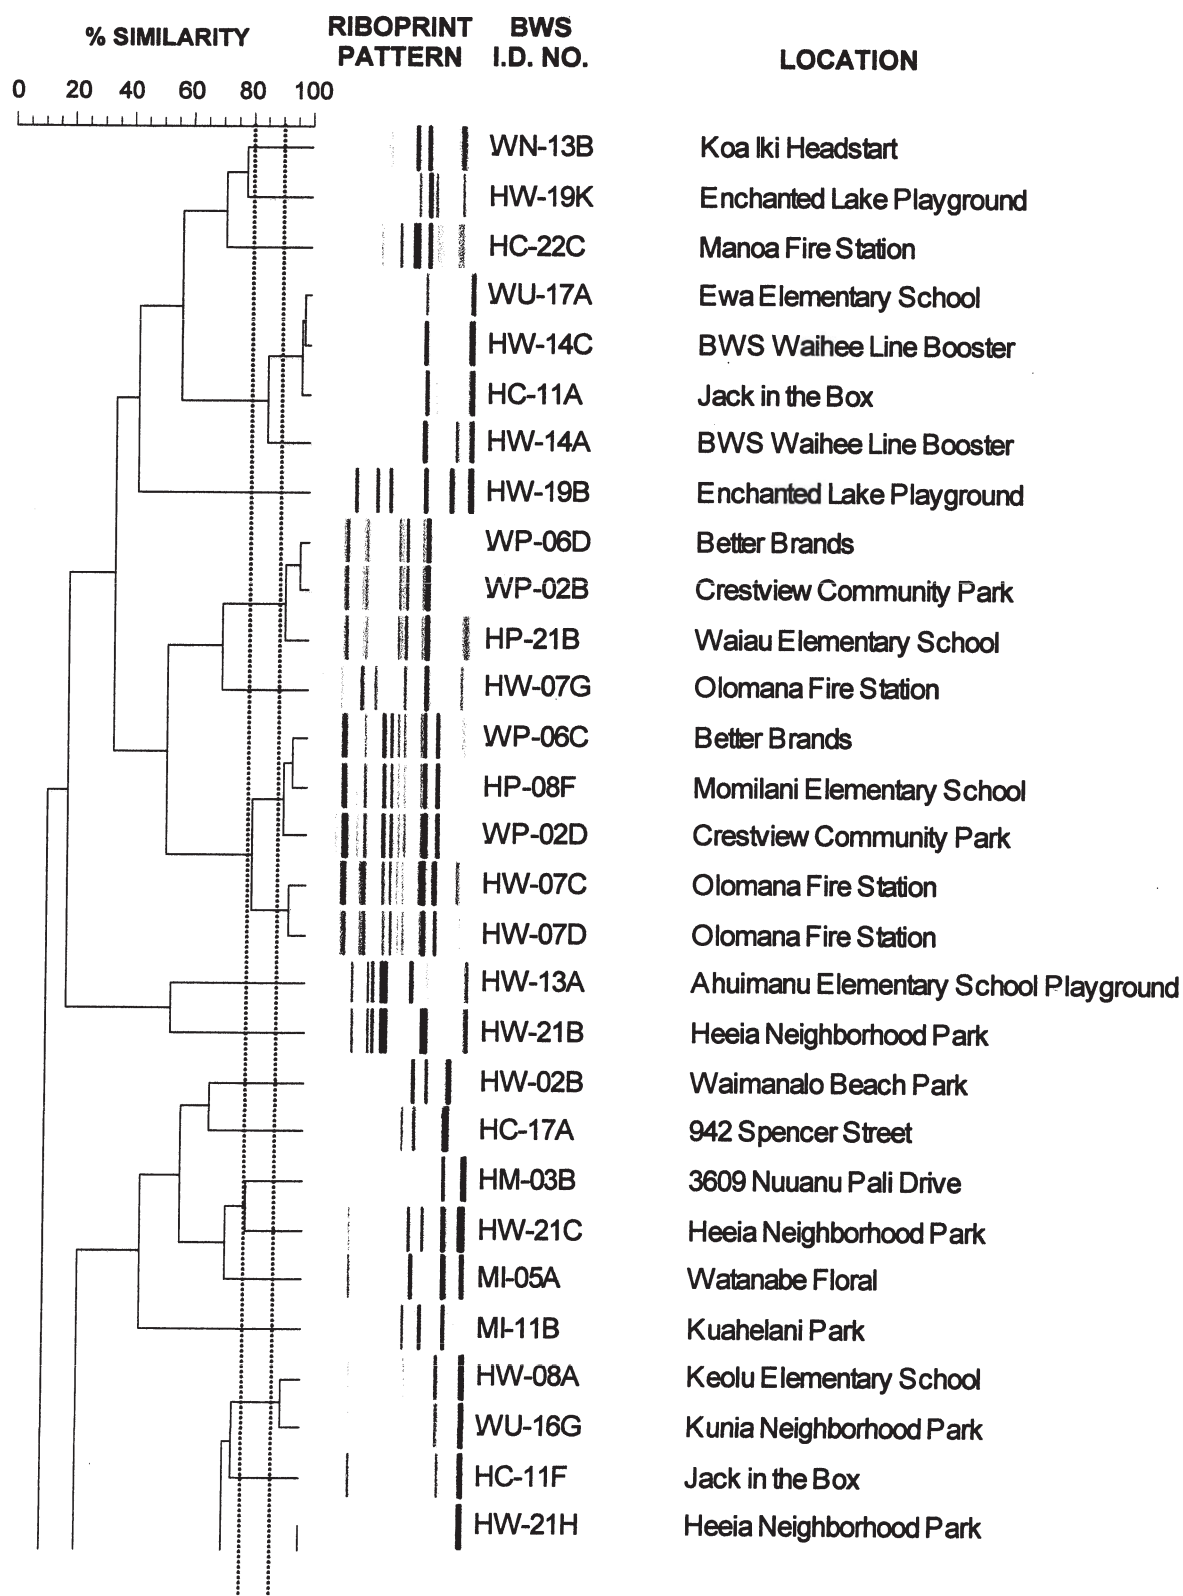 % SIMILARITY RIBOPRINT PATTERN BWS I.D. NO. LOCATION
0 20 40 60 80 100
WN-13B Koa Iki Headstart
HW-19K Enchanted Lake Playground
HC-22C Manoa Fire Station
WU-17A Ewa Elementary School
HW-14C BWS Waihee Line Booster
HC-11A Jack in the Box
HW-14A BWS Waihee Line Booster
HW-19B Enchanted Lake Playground
WP-06D Better Brands
WP-02B Crestview Community Park
HP-21B Waiau Elementary School
HW-07G Olomana Fire Station
WP-06C Better Brands
HP-08F Momilani Elementary School
WP-02D Crestview Community Park
HW-07C Olomana Fire Station
HW-07D Olomana Fire Station
HW-13A Ahuimanu Elementary School Playground
HW-21B Heeia Neighborhood Park
HW-02B Waimanalo Beach Park
HC-17A 942 Spencer Street
HM-03B 3609 Nuuanu Pali Drive
HW-21C Heeia Neighborhood Park
MI-05A Watanabe Floral
MI-11B Kuahelani Park
HW-08A Keolu Elementary School
WU-16G Kunia Neighborhood Park
HC-11F Jack in the Box
HW-21H Heeia Neighborhood Park